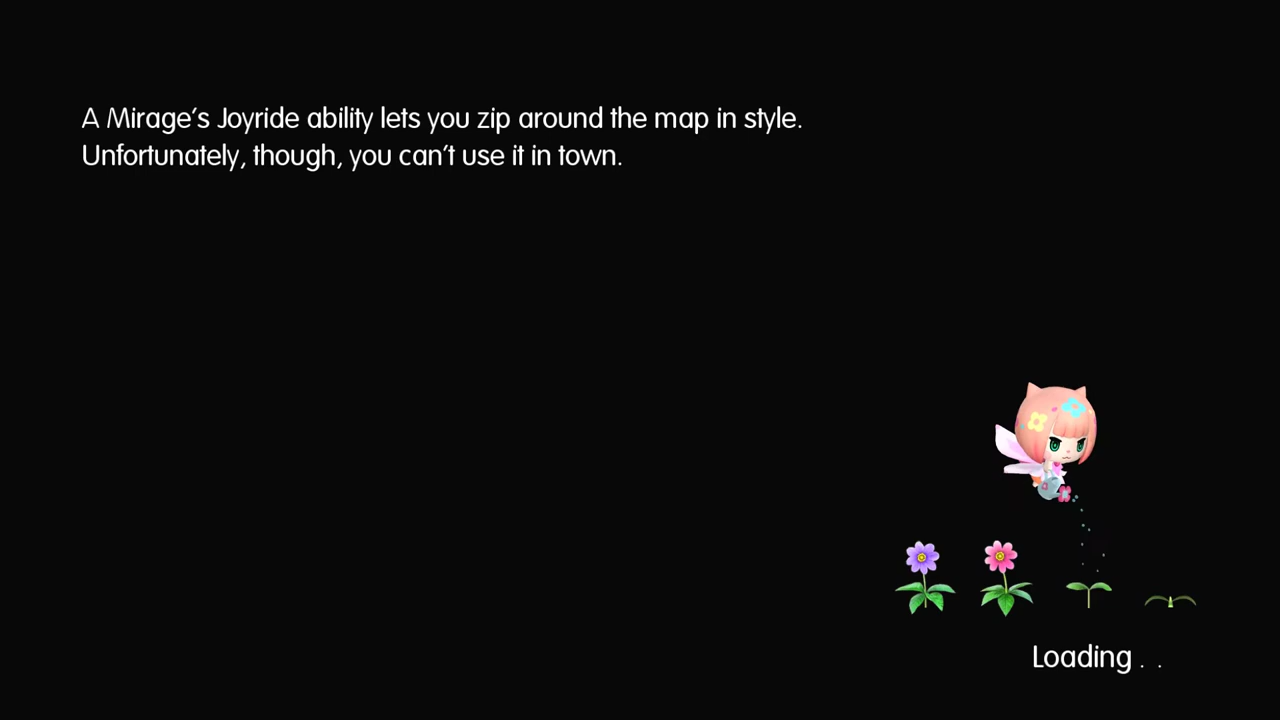 A Mirage's Joyride ability lets you zip around the map in style.
Unfortunately, though, you can't use it in town.
Loading . .